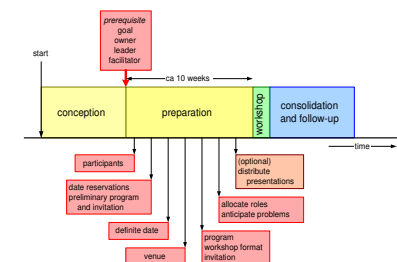 prerequisite
goal
owner
leader
facilitator
start
ca 10 weeks
conception
preparation
workshop
consolidation
and follow-up
time
participants
(optional)
distribute
presentations
date reservations
preliminary program
and invitation
allocate roles
anticipate problems
definite date
program
workshop format
invitation
venue